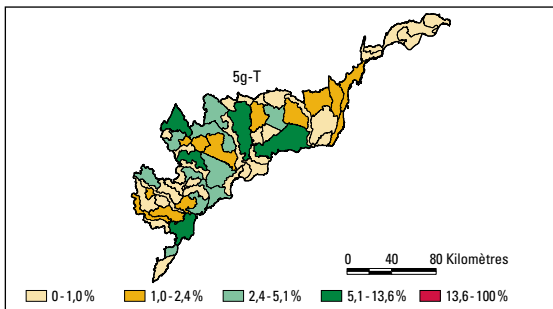 5g-T
0 40 80 Kilomètres
0 - 1,0 % 1,0 - 2,4 % 2,4 - 5,1 % 5,1 - 13,6 % 13,6 - 100 %